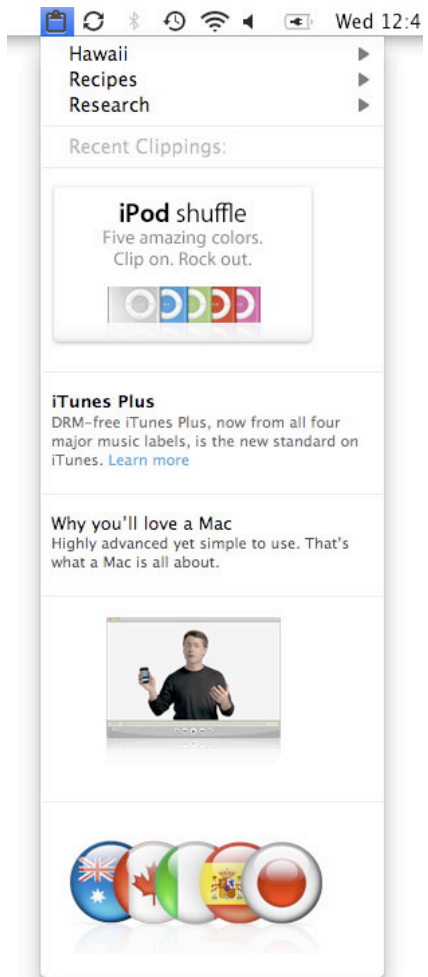 Wed 12:4
Hawaii
Recipes
Research
Recent Clippings:
iPod shuffle
Five amazing colors.
Clip on. Rock out.
iTunes Plus
DRM-free iTunes Plus, now from all four
major music labels, is the new standard on
iTunes. Learn more
Why you'll love a Mac
Highly advanced yet simple to use. That's
what a Mac is all about.